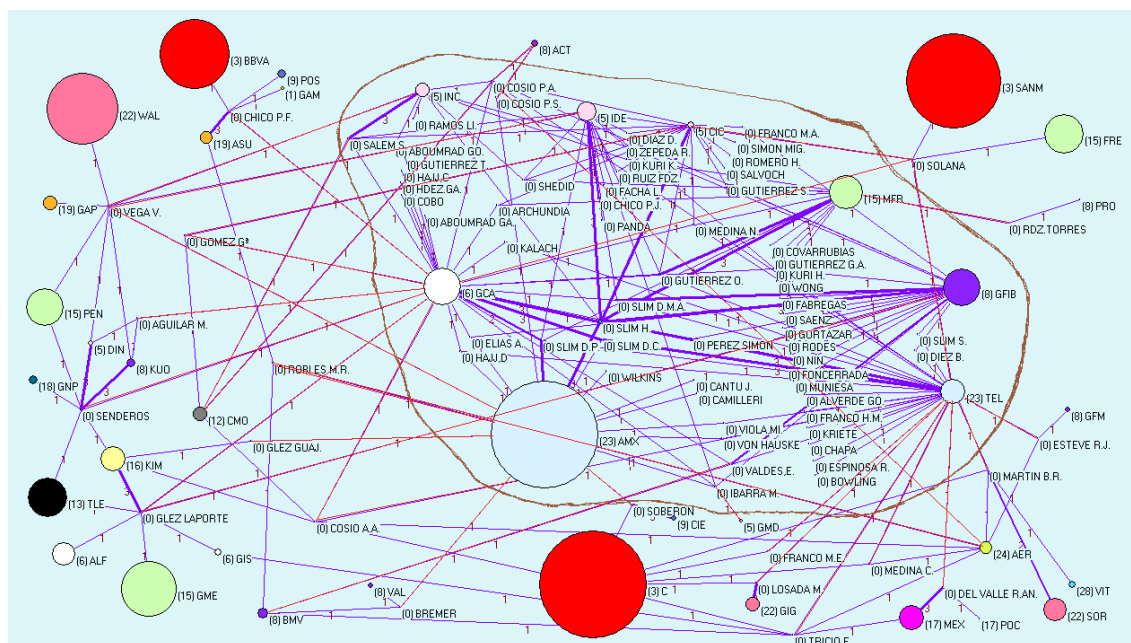 (8) ACT
(3) BBVA
(9) POS
(1) GAM
(0) CHICO P.F.
(19) ASU
(22) WAL
(3) SANM
(15) FRE
(0) SOLANA
(8) PRO
(0) RDZ.TORRES
(5) INC
(0) COSIO P.A.
(0) COSIO P.S.
(5) IDE
(5) CIC
(0) RAMOS LI.
(0) SALEM S.
(0) ABOUMRAD GO.
(0) GUTIERREZ T.
(0) HAJJ,C
(0) HDEZ.GA.
(0) COBO
(0) DIAZ D.
(0) ZEPEDA R.
(0) KURI K.
(0) RUIZ FDZ.
(0) FACHA L.
(0) CHICO P.J.
(0) PANDA
(0) FRANCO M.A.
(0) SIMON MIG.
(0) ROMERO H.
(0) SALVOCH
(0) GUTIERREZ S.
(15) MFR
(0) SHEDID
(0) ARCHUNDIA
(0) ABOUMRAD GA.
(0) KALACH
(0) MEDINA N.
(19) GAP
(0) VEGA V.
(0) GOMEZ Gª
(0) COVARRUBIAS
(0) GUTIERREZ G.A.
(0) KURI H.
(0) WONG
(0) GUTIERREZ O.
(6) GCA
(8) GFIB
(0) SLIM D.M.A.
(0) FABREGAS
(0) SAENZ
(0) SLIM H.
(0) GURTAZAR
(15) PEN
(0) AGUILAR M.
(0) ELIAS A.
(0) SLIM D.P.
(0) SLIM D.C.
(0) PEREZ SIMON
(0) RODES
(0) SLIM S.
(0) DIEZ B.
(0) HAJJ,D
(0) NIN
(5) DIN
(8) KUO
(0) ROBLES M.R.
(0) FONCERRADA
(18) GNP
(0) WILKINS
(0) MUNIESA
(0) CANTU J.
(0) CAMILLERI
(0) ALVERDE GO.
(23) TEL
(0) SENDEROS
(12) CMO
(0) FRANCO H.M.
(8) GFM
(0) VIOLA,MI.
(0) KRIETE
(23) AMX
(0) VON HAUSKE
(0) CHAPA
(0) ESTEVE R.J.
(0) GLEZ GUAJ.
(16) KIM
(0) VALDES,E.
(0) ESPINOSA R.
(0) BOWLING
(0) MARTIN B.R.
(0) IBARRA M.
(13) TLE
(0) GLEZ LAPORTE
(0) SOBERON
(9) CIE
(5) GMD
(0) COSIO A.A.
(6) ALF
(6) GIS
(0) FRANCO M.E.
(24) AER
(0) MEDINA C.
(15) GME
(8) VAL
(3) C
(0) LOSADA M.
(0) DEL VALLE R.AN.
(28) VIT
(8) BMV
(0) BREMER
(22) GIG
(17) MEX
(17) POC
(22) SOR
(0) TRICIO F.